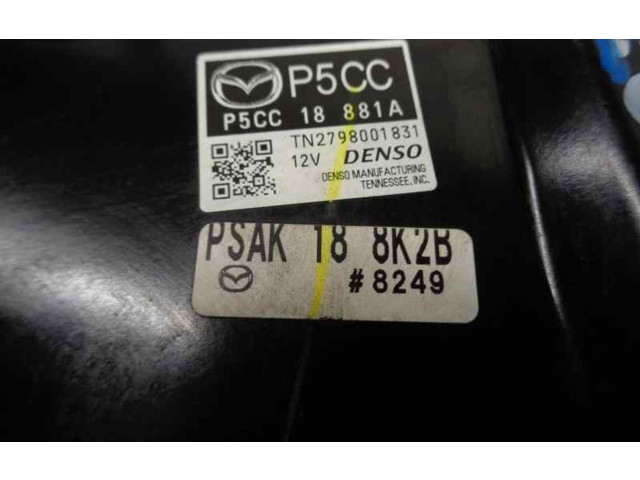 P5CC
P5CC 18 881A
TN2798001831
12V DENSO
DENSO MANUFACTURING
TENNESSEE, INC.
PSAK 18 8K2B
#8249